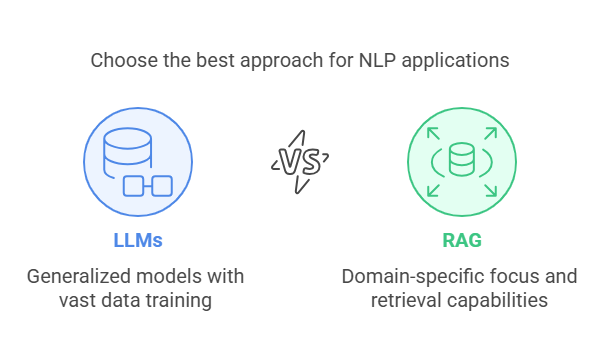 Choose the best approach for NLP applications
VS
LLMs
RAG
Generalized models with
vast data training
Domain-specific focus and
retrieval capabilities